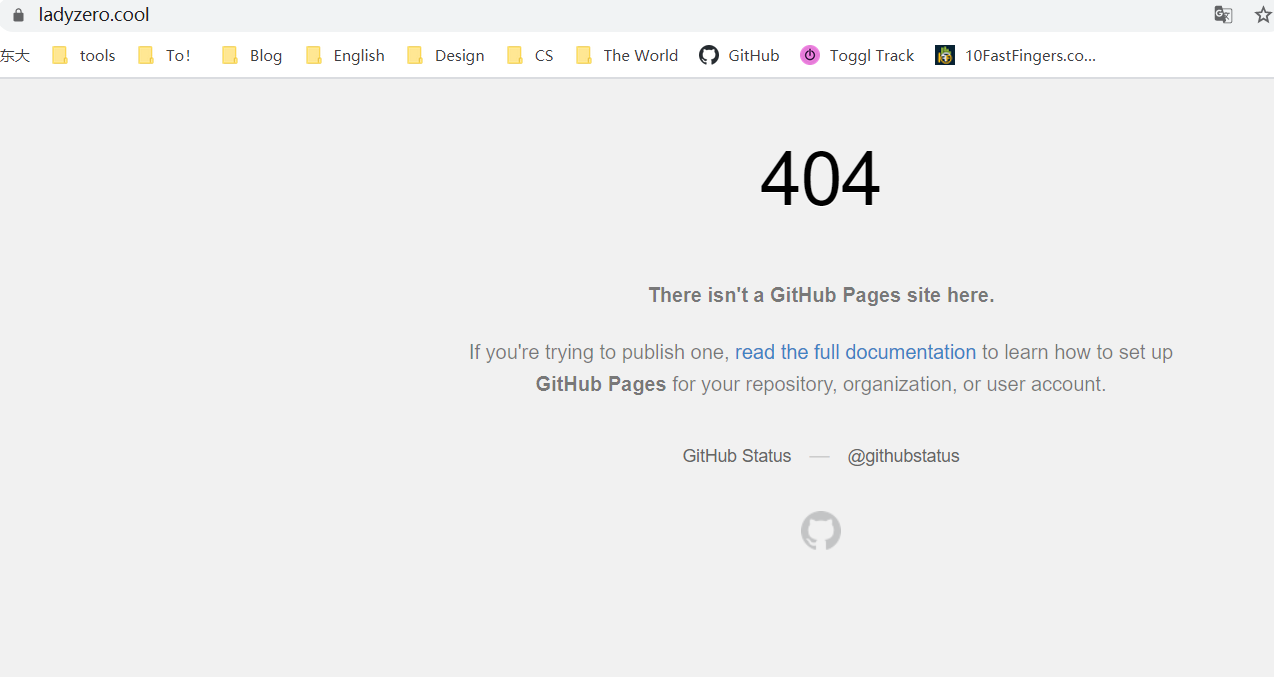 ladyzero.cool
东大 tools To! Blog English Design CS The World GitHub Toggl Track 10FastFingers.co...
404
There isn't a GitHub Pages site here.
If you're trying to publish one, read the full documentation to learn how to set up
GitHub Pages for your repository, organization, or user account.
GitHub Status — @githubstatus